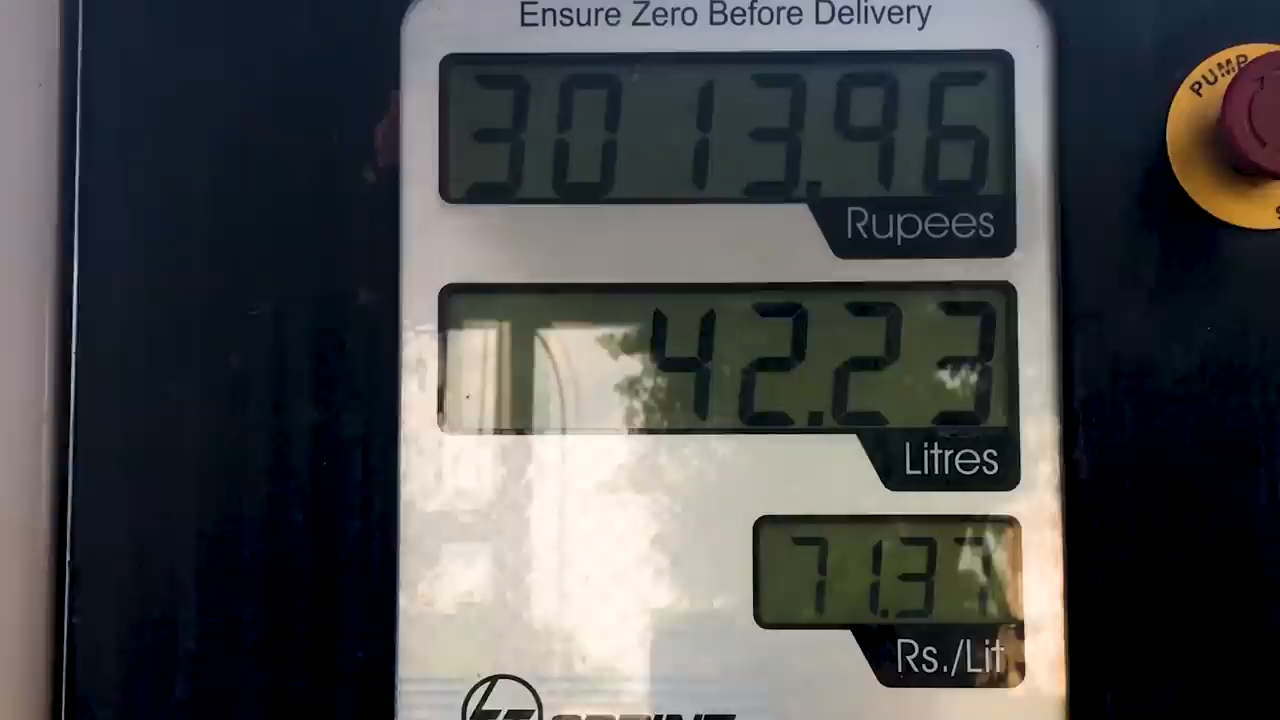 Ensure Zero Before Delivery
3013.96
Rupees
PUMP
42.23
Litres
71.37
Rs./Lit